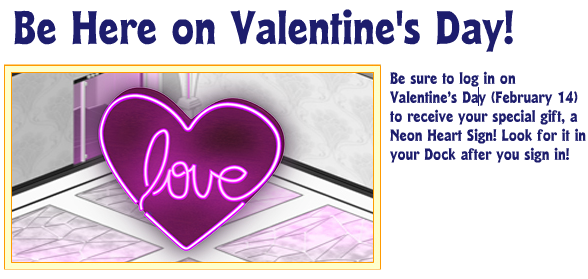 Be Here on Valentine's Day!
love
Be sure to log in on
Valentine's Day (February 14)
to receive your special gift, a
Neon Heart Sign! Look for it in
your Dock after you sign in!